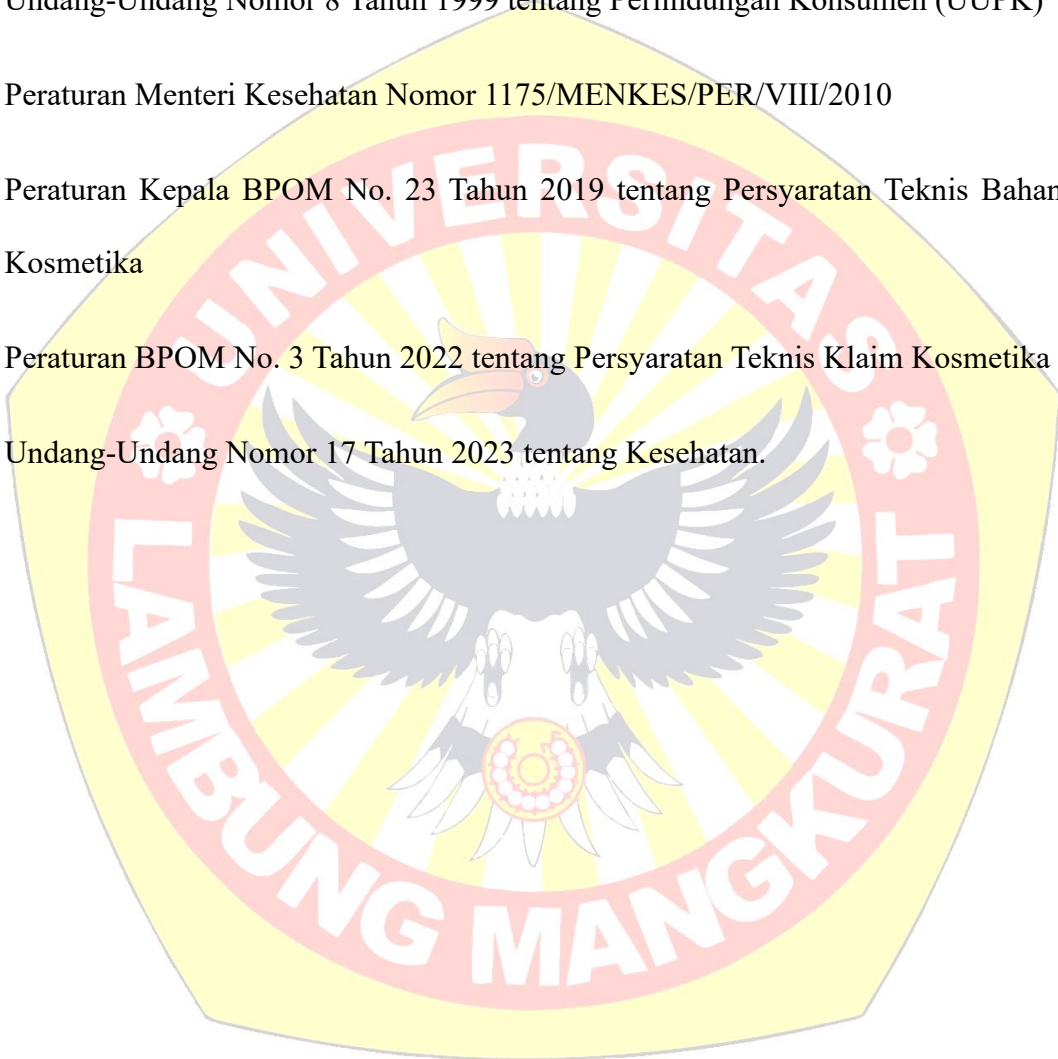 Undang-Undang Nomor 8 Tahun 1999 tentang Perlindungan Konsumen (UUPK)
Peraturan Menteri Kesehatan Nomor 1175/MENKES/PER/VIII/2010
Peraturan Kepala BPOM No. 23 Tahun 2019 tentang Persyaratan Teknis Bahan
Kosmetika
Peraturan BPOM No. 3 Tahun 2022 tentang Persyaratan Teknis Klaim Kosmetika
Undang-Undang Nomor 17 Tahun 2023 tentang Kesehatan.
UNIVERSITAS
LAMBUNG MANGKURAT